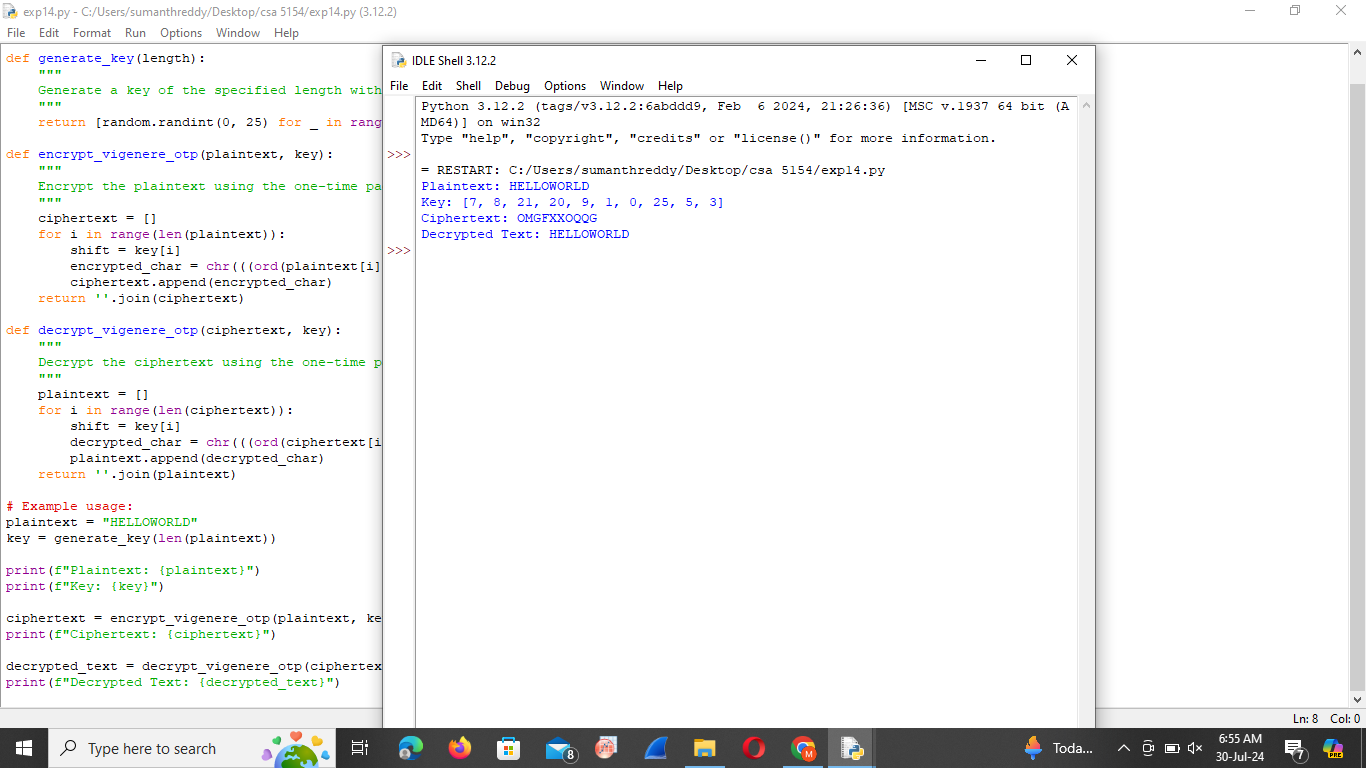 exp14.py - C:/Users/sumanthreddy/Desktop/csa 5154/exp14.py (3.12.2)
File Edit Format Run Options Window Help
def generate_key(length):
"""
Generate a key of the specified length with
"""
return [random.randint(0, 25) for _ in rang
def encrypt_vigenere_otp(plaintext, key):
"""
Encrypt the plaintext using the one-time pa
"""
ciphertext = []
for i in range(len(plaintext)):
shift = key[i]
encrypted_char = chr(((ord(plaintext[i]
ciphertext.append(encrypted_char)
return ''.join(ciphertext)
def decrypt_vigenere_otp(ciphertext, key):
"""
Decrypt the ciphertext using the one-time p
"""
plaintext = []
for i in range(len(ciphertext)):
shift = key[i]
decrypted_char = chr(((ord(ciphertext[i
plaintext.append(decrypted_char)
return ''.join(plaintext)
# Example usage:
plaintext = "HELLOWORLD"
key = generate_key(len(plaintext))
print(f"Plaintext: {plaintext}")
print(f"Key: {key}")
ciphertext = encrypt_vigenere_otp(plaintext, ke
print(f"Ciphertext: {ciphertext}")
decrypted_text = decrypt_vigenere_otp(ciphertex
print(f"Decrypted Text: {decrypted_text}")
IDLE Shell 3.12.2
File Edit Shell Debug Options Window Help
Python 3.12.2 (tags/v3.12.2:6abddd9, Feb  6 2024, 21:26:36) [MSC v.1937 64 bit (A
MD64)] on win32
Type "help", "copyright", "credits" or "license()" for more information.
>>>
= RESTART: C:/Users/sumanthreddy/Desktop/csa 5154/exp14.py
Plaintext: HELLOWORLD
Key: [7, 8, 21, 20, 9, 1, 0, 25, 5, 3]
Ciphertext: OMGFXXOQQG
Decrypted Text: HELLOWORLD
>>>
Ln: 8 Col: 0
Type here to search
8
M
Toda...
6:55 AM
30-Jul-24
7
PRE